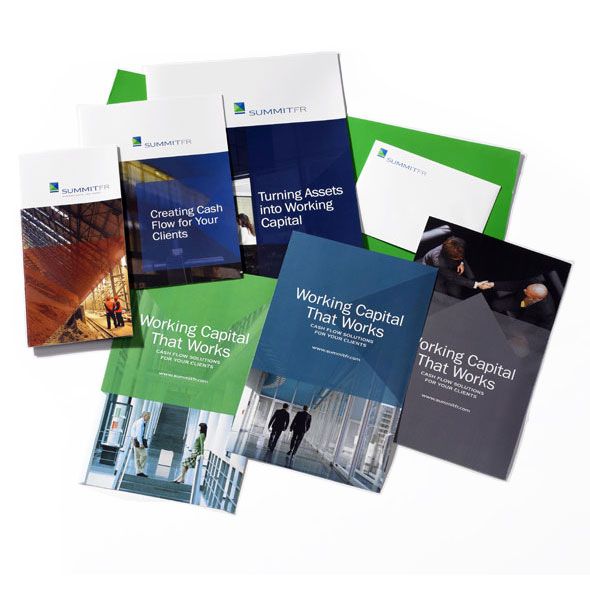 SUMMITFR
Turning Assets
into Working
Capital
SUMMITFR
Creating Cash
Flow for Your
Clients
SUMMITFR
SUMMITFR
Working Capital
That Works
CASH FLOW SOLUTIONS
FOR YOUR CLIENTS
www.summitfr.com
Working Capital
That Works
CASH FLOW SOLUTIONS
FOR YOUR CLIENTS
www.summitfr.com
Working Capital
That Works
CASH FLOW SOLUTIONS
FOR YOUR CLIENTS
www.summitfr.com